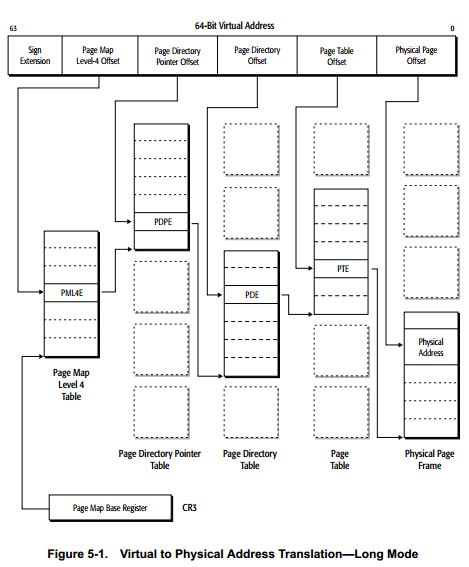 64-Bit Virtual Address
63
0
Sign
Extension
Page Map
Level-4 Offset
Page Directory
Pointer Offset
Page Directory
Offset
Page Table
Offset
Physical Page
Offset
PDPE
PTE
PML4E
PDE
Physical
Address
Page Map
Level 4
Table
Page Directory Pointer
Table
Page Directory
Table
Page
Table
Physical Page
Frame
Page Map Base Register
CR3
Figure 5-1. Virtual to Physical Address Translation—Long Mode